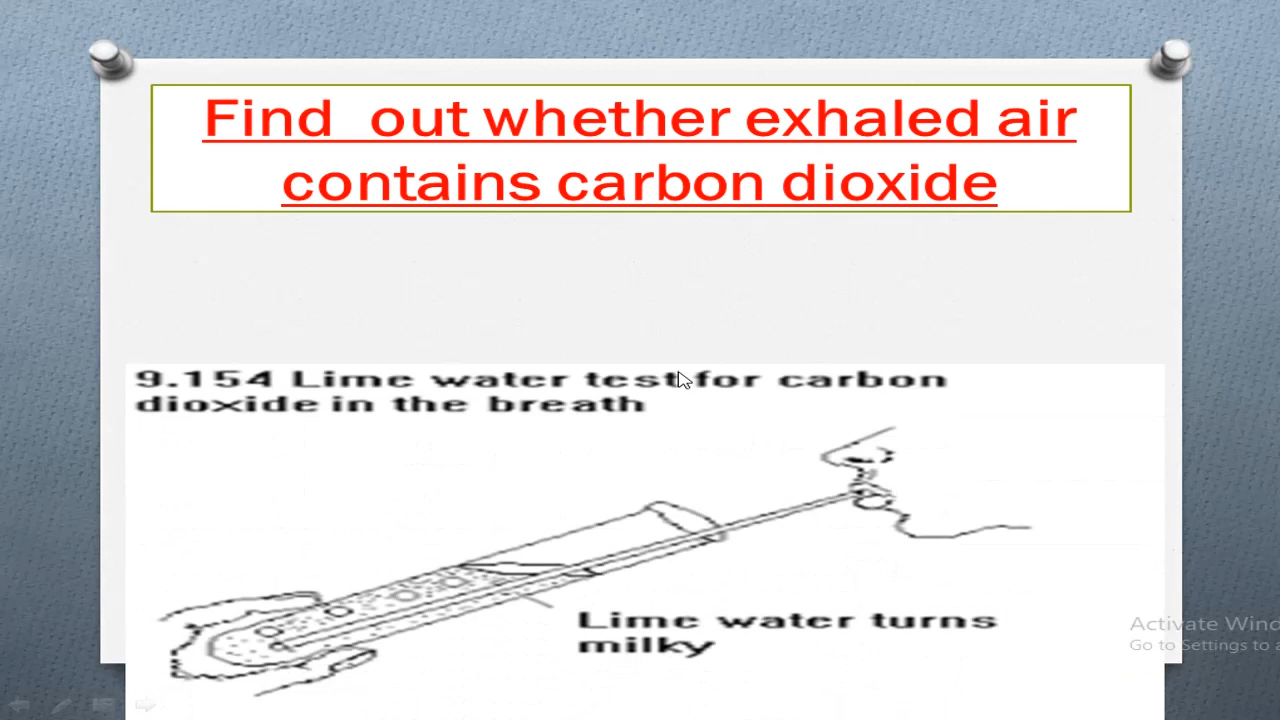 Find out whether exhaled air
contains carbon dioxide
9.154 Lime water test for carbon
dioxide in the breath
Lime water turns
milky
Activate Wind
Go to Settings to a